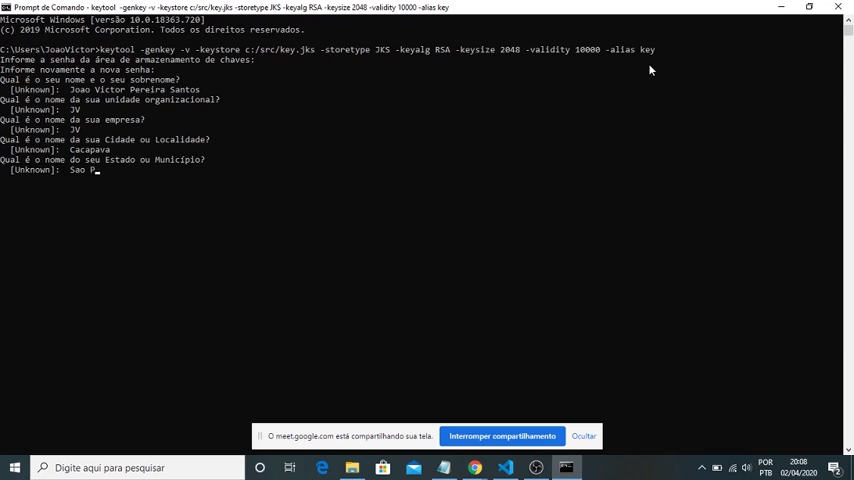 Prompt de Comando - keytool -genkey -v -keystore c:/src/key.jks -storetype JKS -keyalg RSA -keysize 2048 -validity 10000 -alias key
Microsoft Windows [versão 10.0.18363.720]
(c) 2019 Microsoft Corporation. Todos os direitos reservados.
C:\Users\JoaoVictor>keytool -genkey -v -keystore c:/src/key.jks -storetype JKS -keyalg RSA -keysize 2048 -validity 10000 -alias key
Informe a senha da área de armazenamento de chaves:
Informe novamente a nova senha:
Qual é o seu nome e o seu sobrenome?
[Unknown]: Joao Victor Pereira Santos
Qual é o nome da sua unidade organizacional?
[Unknown]: JV
Qual é o nome da sua empresa?
[Unknown]: JV
Qual é o nome da sua Cidade ou Localidade?
[Unknown]: Cacapava
Qual é o nome do seu Estado ou Município?
[Unknown]: Sao P
O meet.google.com está compartilhando sua tela.
Interromper compartilhamento
Ocultar
Digite aqui para pesquisar
POR
PTB
20:08
02/04/2020
2